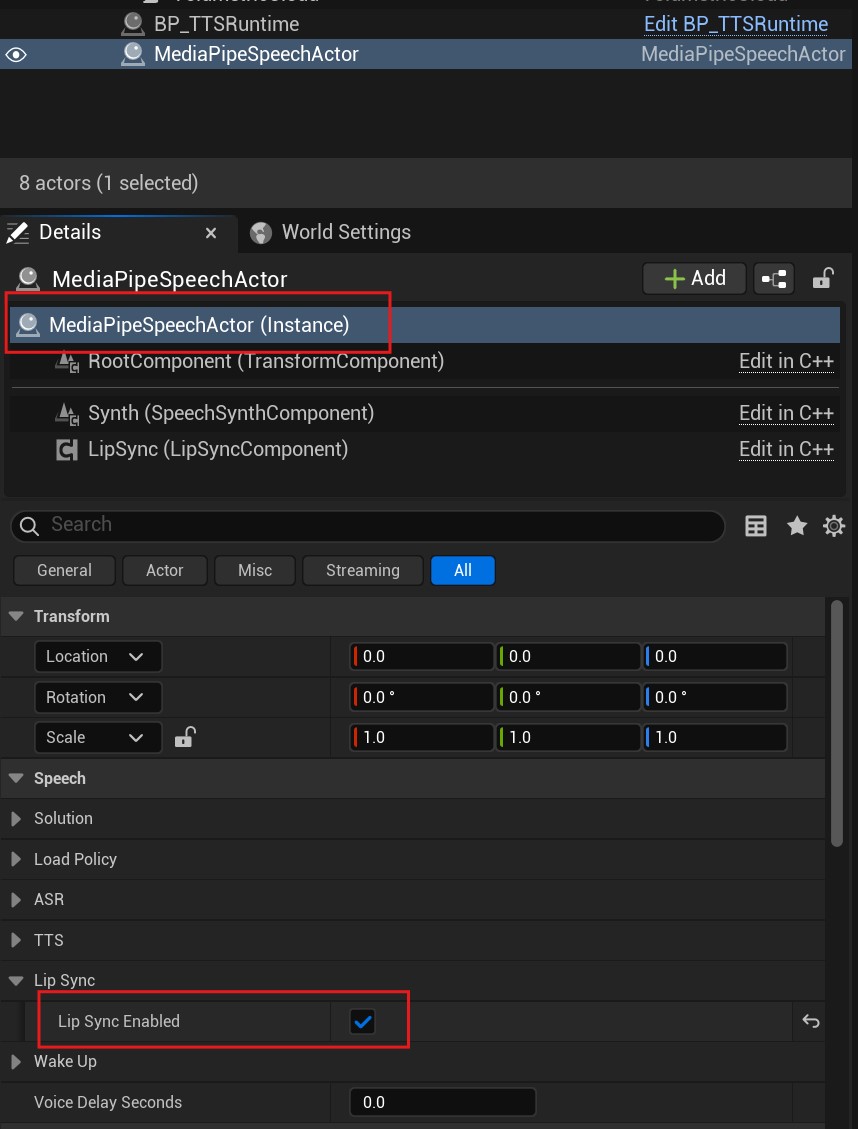 BP_TTSRuntime Edit BP_TTSRuntime
MediaPipeSpeechActor MediaPipeSpeechActor
8 actors (1 selected)
Details × World Settings
MediaPipeSpeechActor Add
MediaPipeSpeechActor (Instance)
RootComponent (TransformComponent) Edit in C++
Synth (SpeechSynthComponent) Edit in C++
LipSync (LipSyncComponent) Edit in C++
Search
General Actor Misc Streaming All
Transform
Location 0.0 0.0 0.0
Rotation 0.0 ° 0.0 ° 0.0 °
Scale 1.0 1.0 1.0
Speech
Solution
Load Policy
ASR
TTS
Lip Sync
Lip Sync Enabled
Wake Up
Voice Delay Seconds 0.0